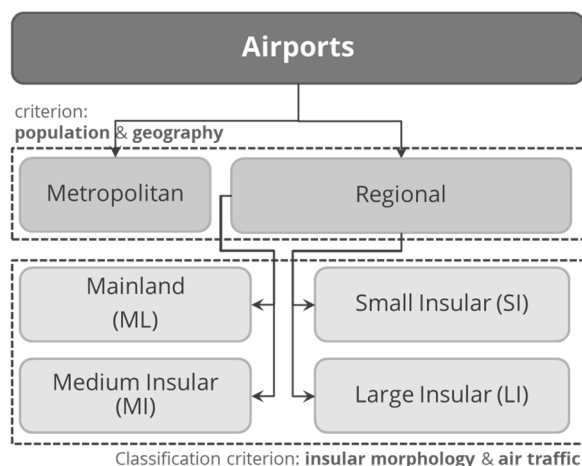 Airports
criterion:
population & geography
Metropolitan
Regional
Mainland
(ML)
Small Insular (SI)
Medium Insular
(MI)
Large Insular (LI)
Classification criterion: insular morphology & air traffic